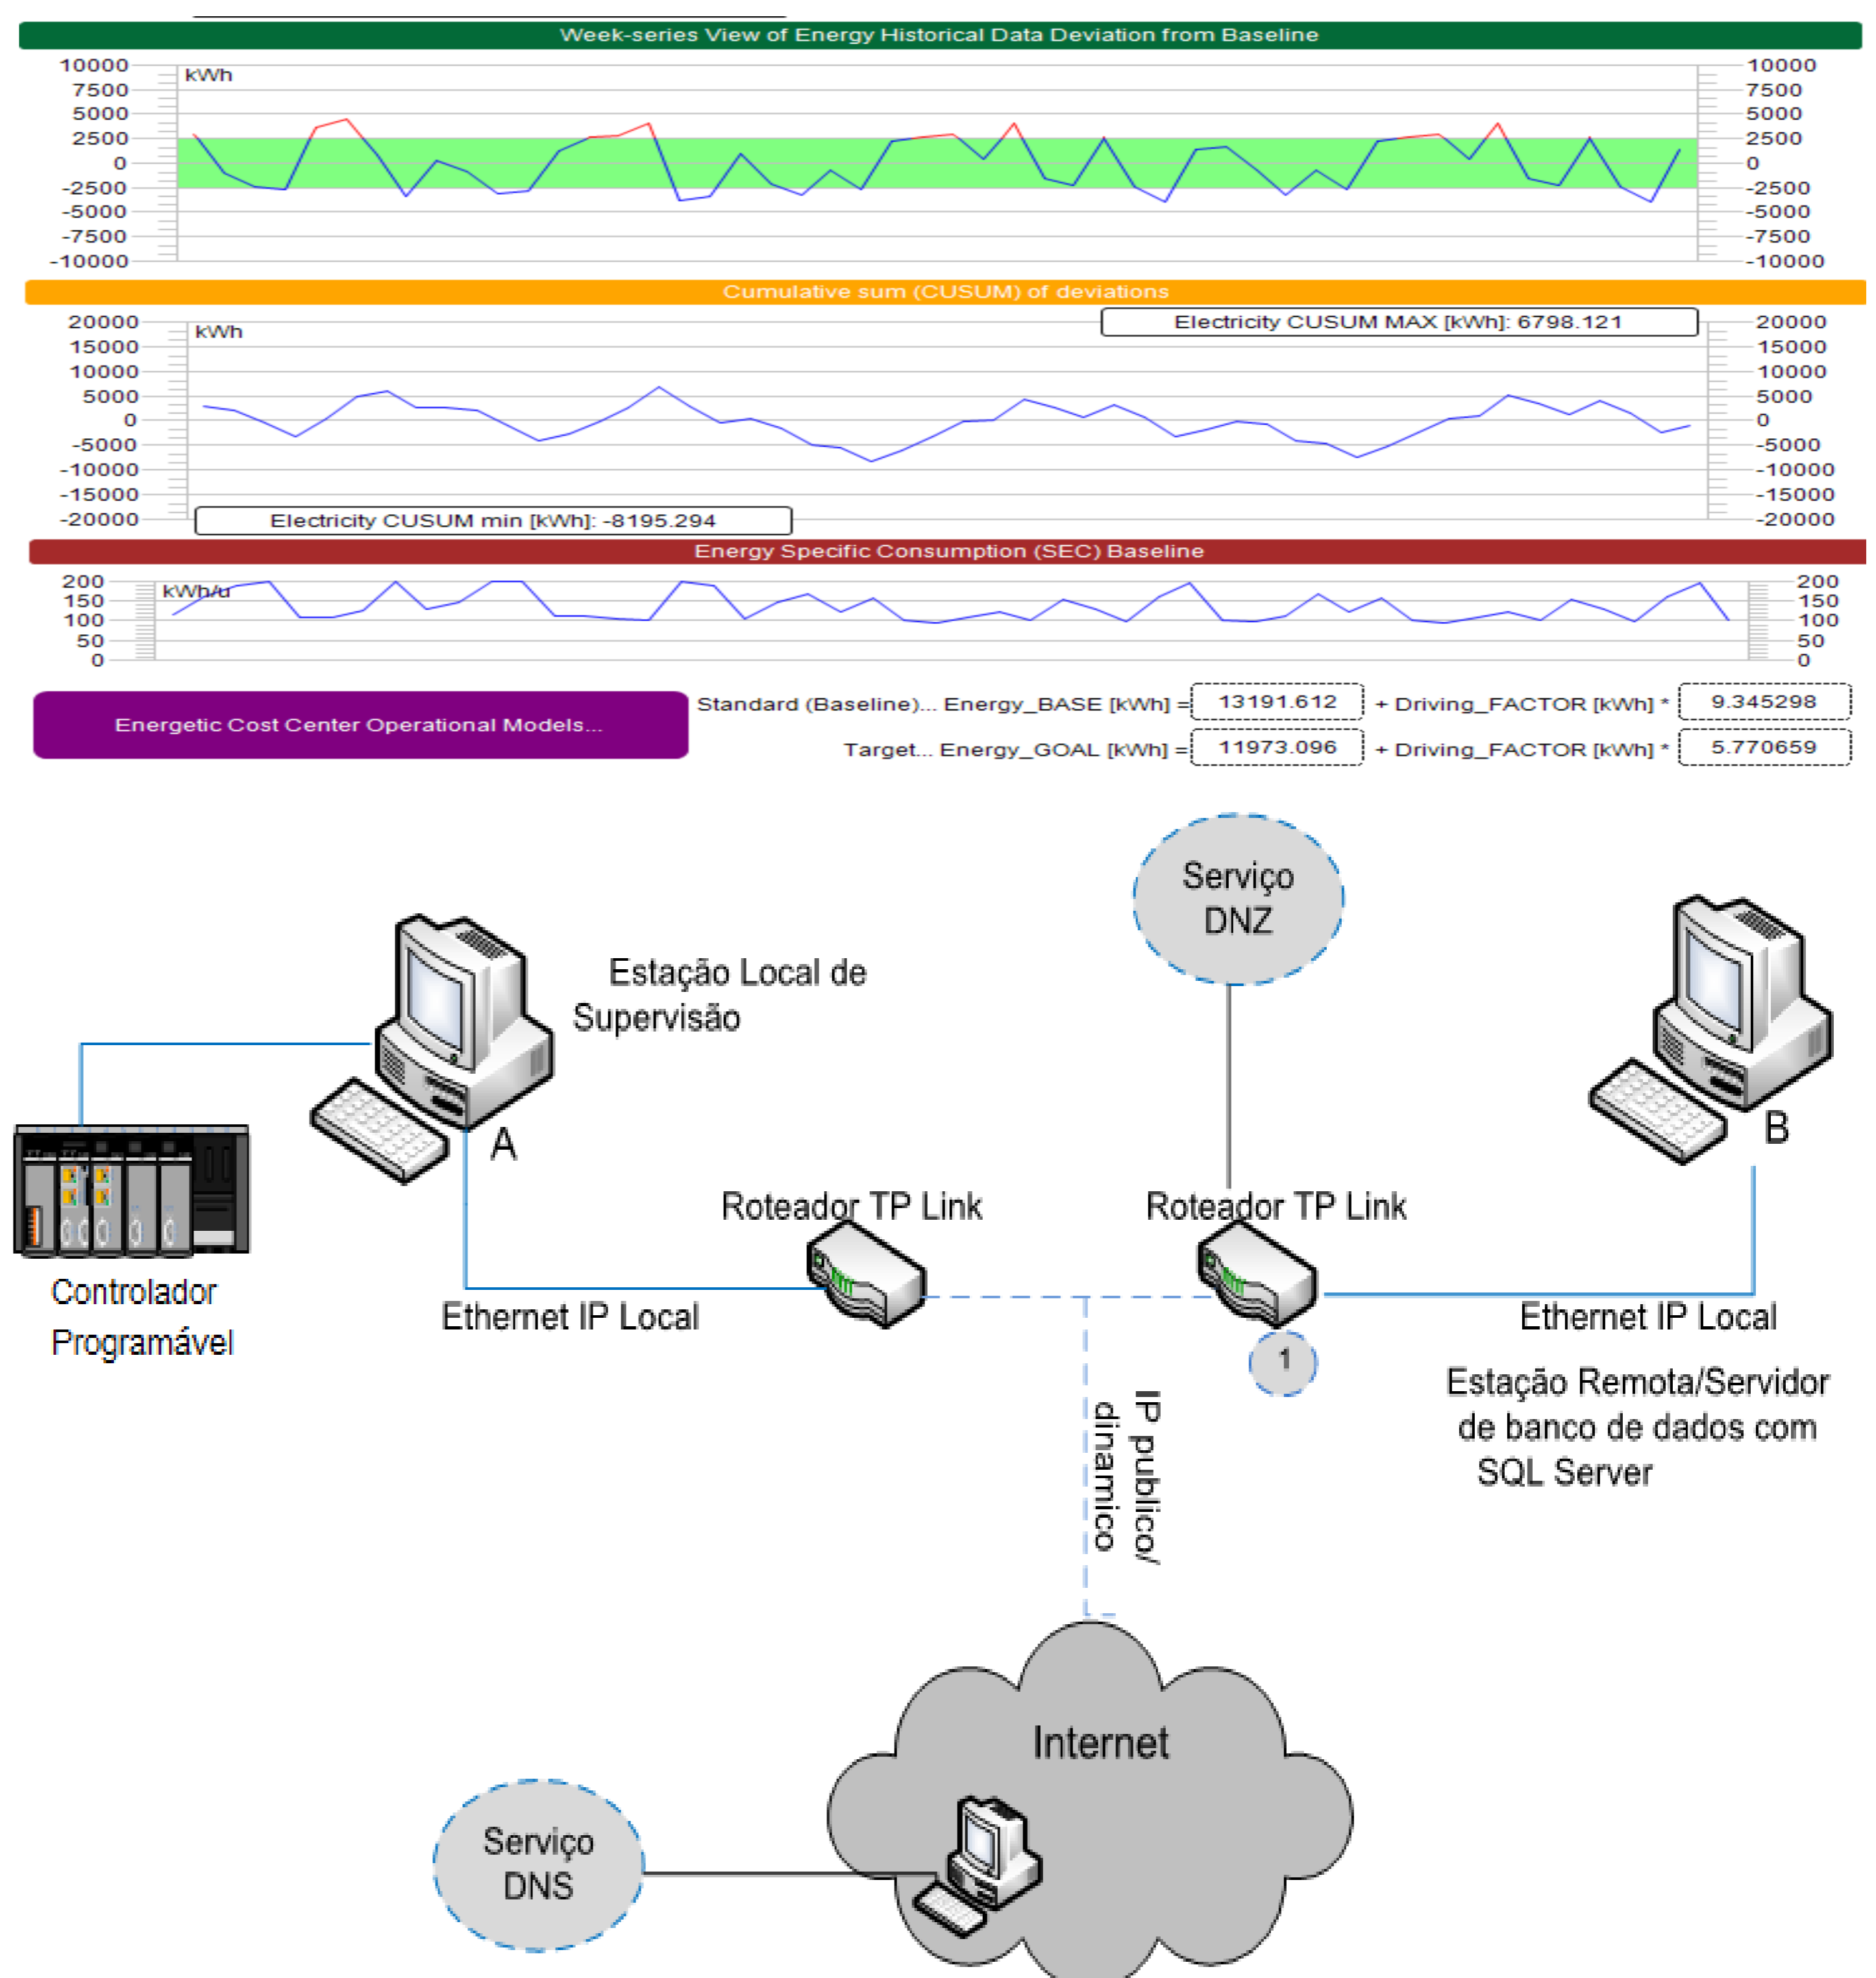 Week-series View of Energy Historical Data Deviation from Baseline
10000 kWh 10000
7500 7500
5000 5000
2500 2500
0 0
-2500 -2500
-5000 -5000
-7500 -7500
-10000 -10000
Cumulative sum (CUSUM) of deviations
20000 kWh Electricity CUSUM MAX [kWh]: 6798.121 20000
15000 15000
10000 10000
5000 5000
0 0
-5000 -5000
-10000 -10000
-15000 -15000
-20000 Electricity CUSUM min [kWh]: -8195.294 -20000
Energy Specific Consumption (SEC) Baseline
200 kWh/u 200
150 150
100 100
50 50
0 0
Energetic Cost Center Operational Models...
Standard (Baseline)... Energy_BASE [kWh] = 13191.612 + Driving_FACTOR [kWh] * 9.345298
Target... Energy_GOAL [kWh] = 11973.096 + Driving_FACTOR [kWh] * 5.770659
Serviço
DNZ
Estação Local de
Supervisão
A
B
Roteador TP Link
Roteador TP Link
Controlador
Programável
Ethernet IP Local
Ethernet IP Local
1
Estação Remota/Servidor
de banco de dados com
SQL Server
IP publico/
dinamico
Internet
Serviço
DNS